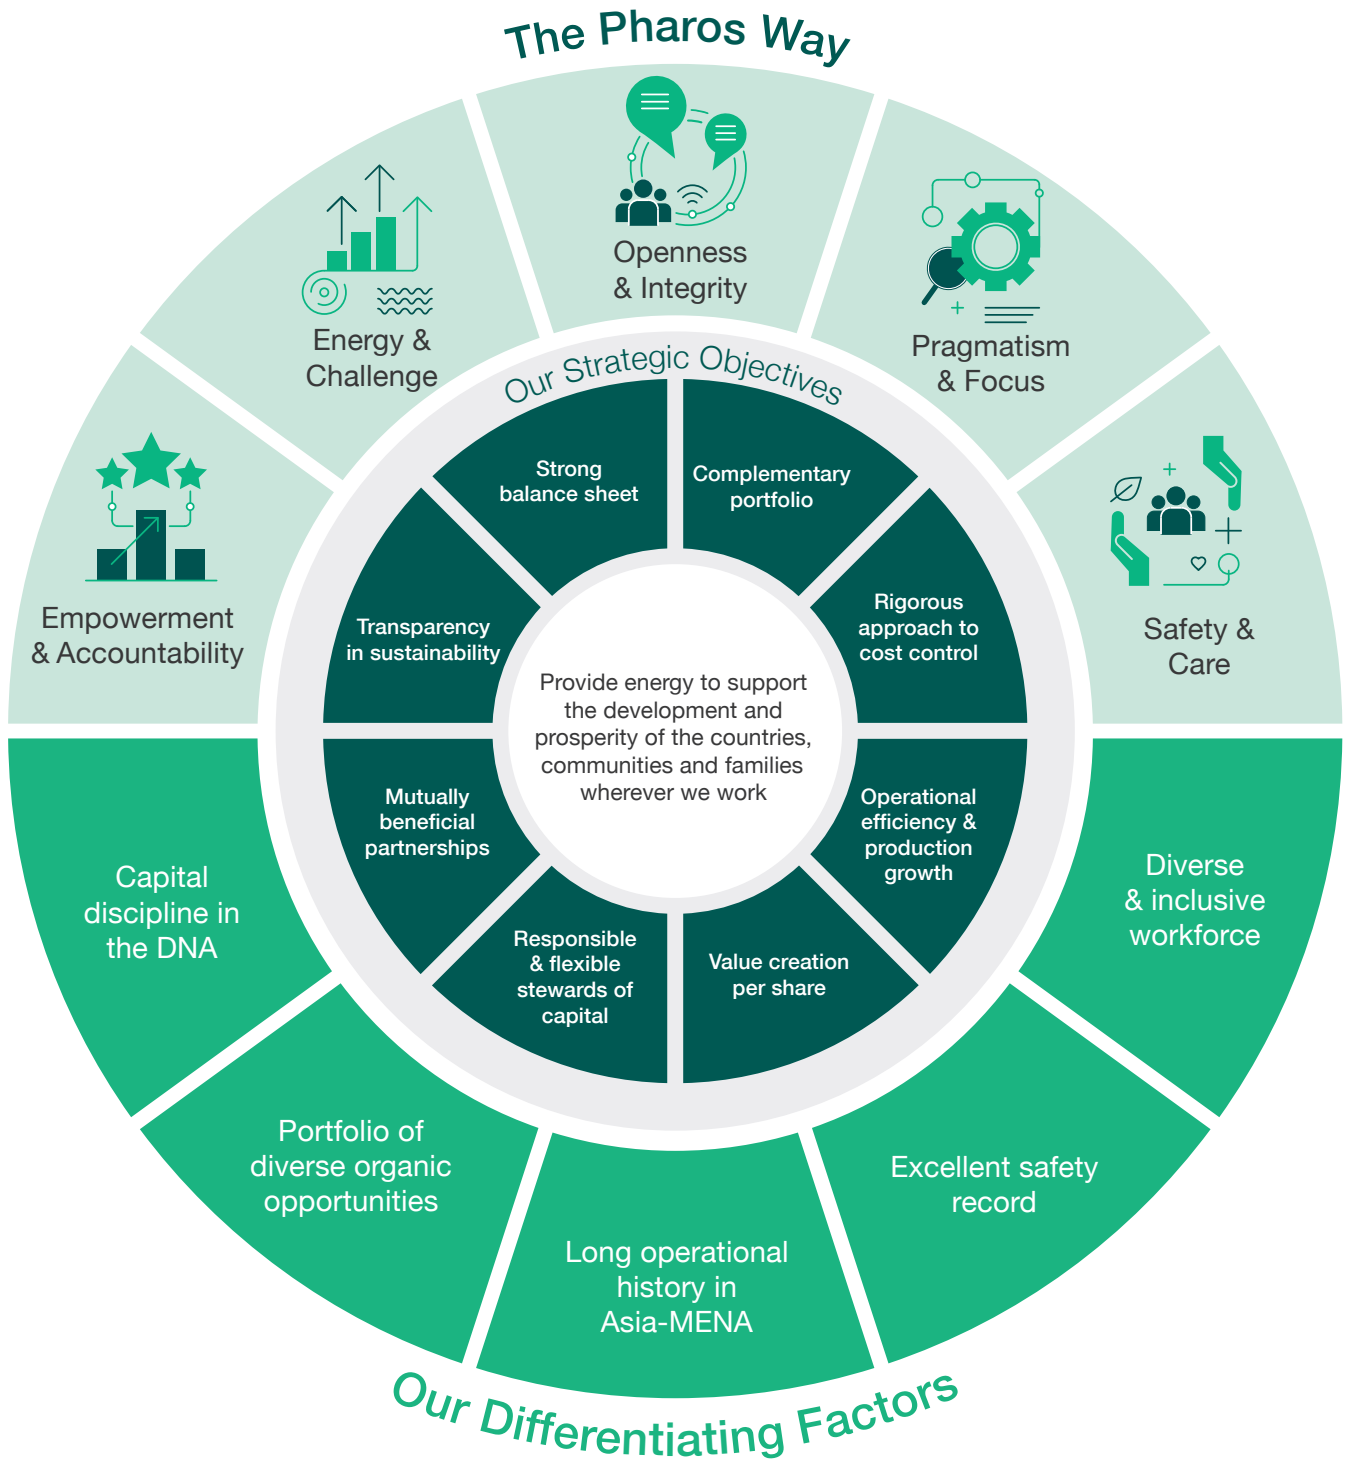 The Pharos Way
Openness
& Integrity
Energy &
Challenge
Pragmatism
& Focus
Empowerment
& Accountability
Safety &
Care
Our Strategic Objectives
Strong
balance sheet
Complementary
portfolio
Transparency
in sustainability
Rigorous
approach to
cost control
Provide energy to support
the development and
prosperity of the countries,
communities and families
wherever we work
Mutually
beneficial
partnerships
Operational
efficiency &
production
growth
Responsible
& flexible
stewards of
capital
Value creation
per share
Capital
discipline in
the DNA
Diverse
& inclusive
workforce
Portfolio of
diverse organic
opportunities
Excellent safety
record
Long operational
history in
Asia-MENA
Our Differentiating Factors